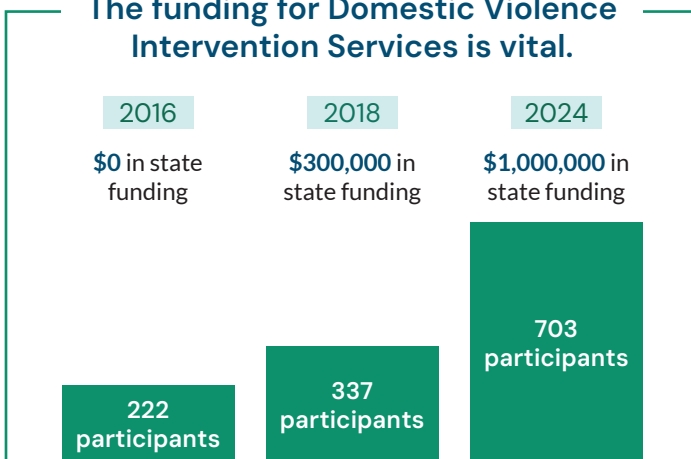 The funding for Domestic Violence
Intervention Services is vital.
2016
$0 in state
funding
2018
$300,000 in
state funding
2024
$1,000,000 in
state funding
222
participants
337
participants
703
participants